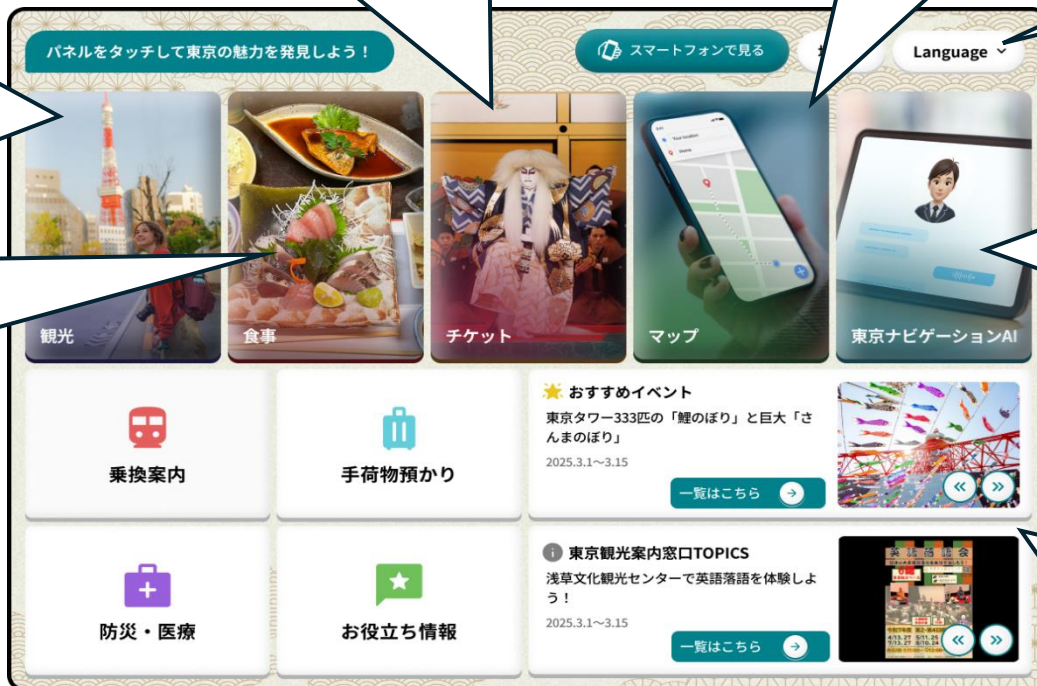 パネルをタッチして東京の魅力を発見しよう！
スマートフォンで見る
Language
観光
食事
チケット
マップ
Your location
Home
東京ナビゲーションAI
乗換案内
手荷物預かり
おすすめイベント
東京タワー333匹の「鯉のぼり」と巨大「さ
んまのぼり」
2025.3.1～3.15
一覧はこちら
防災・医療
お役立ち情報
東京観光案内窓口TOPICS
浅草文化観光センターで英語落語を体験しよ
う！
2025.3.1～3.15
一覧はこちら
英語落語会